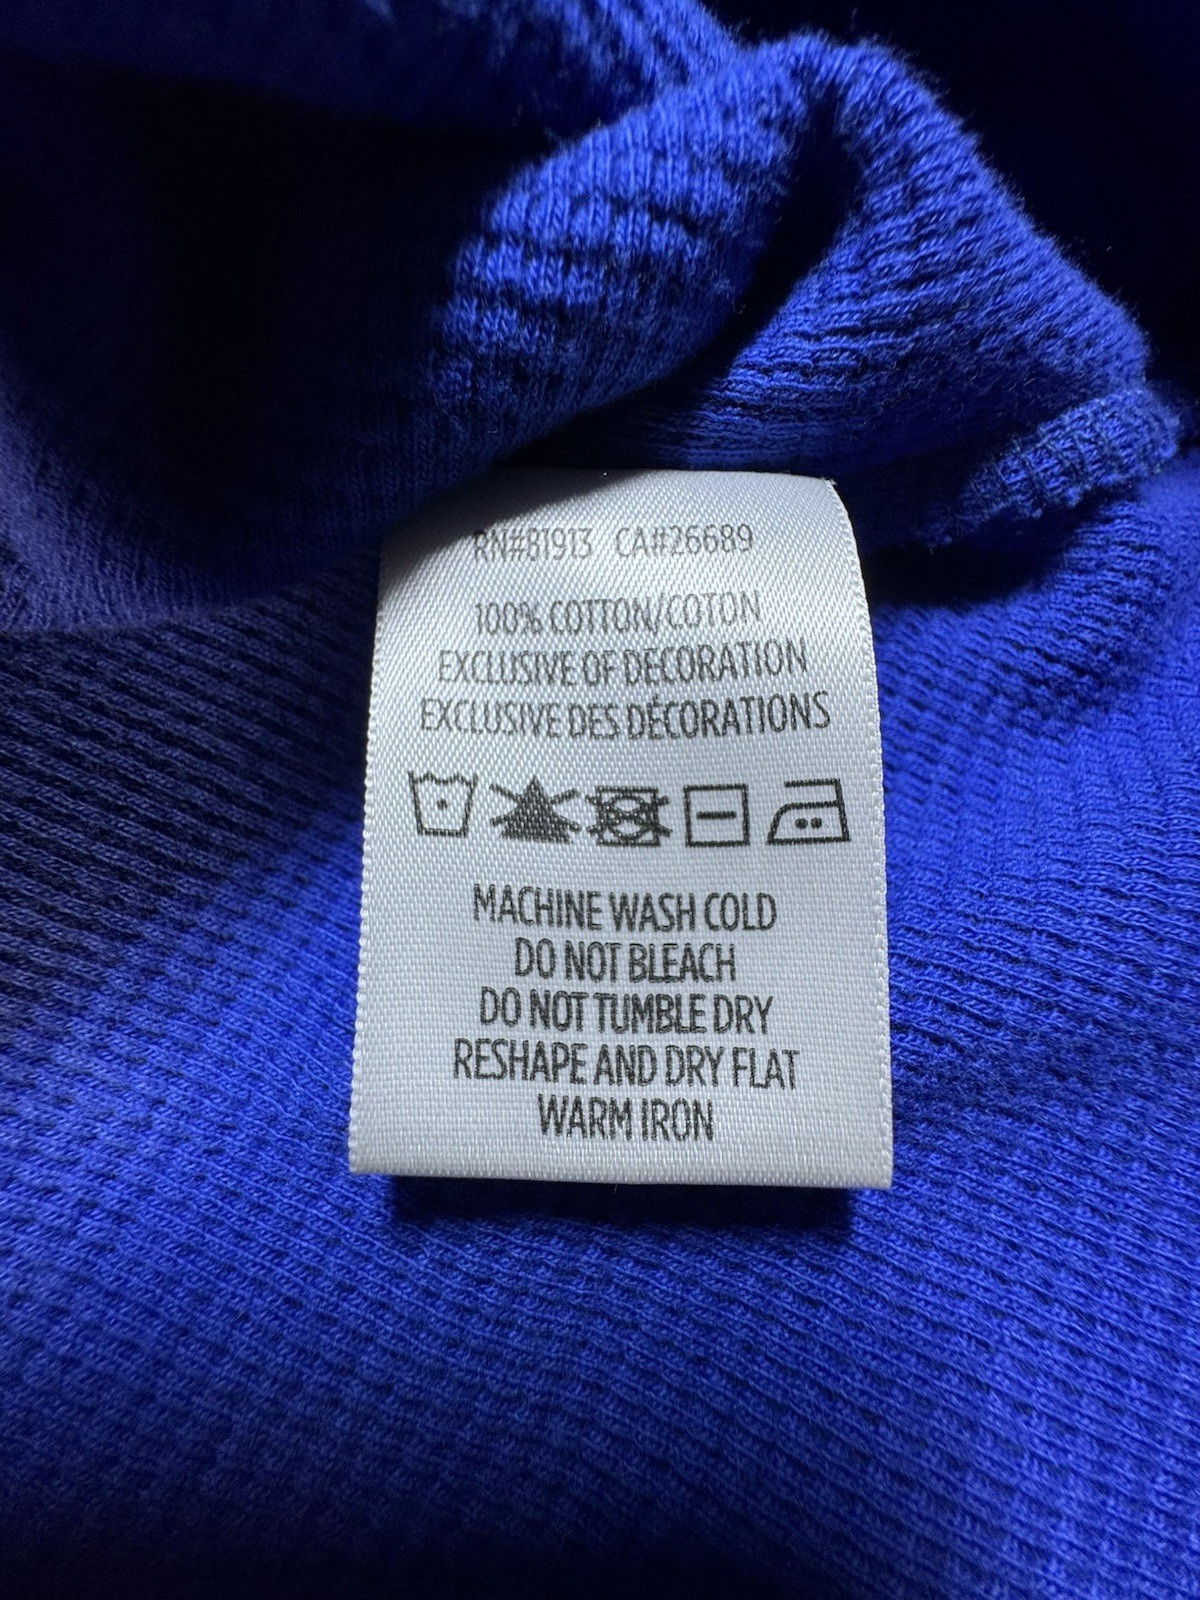 RN#81913 CA#26689
100% COTTON/COTON
EXCLUSIVE OF DECORATION
EXCLUSIVE DES DÉCORATIONS
MACHINE WASH COLD
DO NOT BLEACH
DO NOT TUMBLE DRY
RESHAPE AND DRY FLAT
WARM IRON